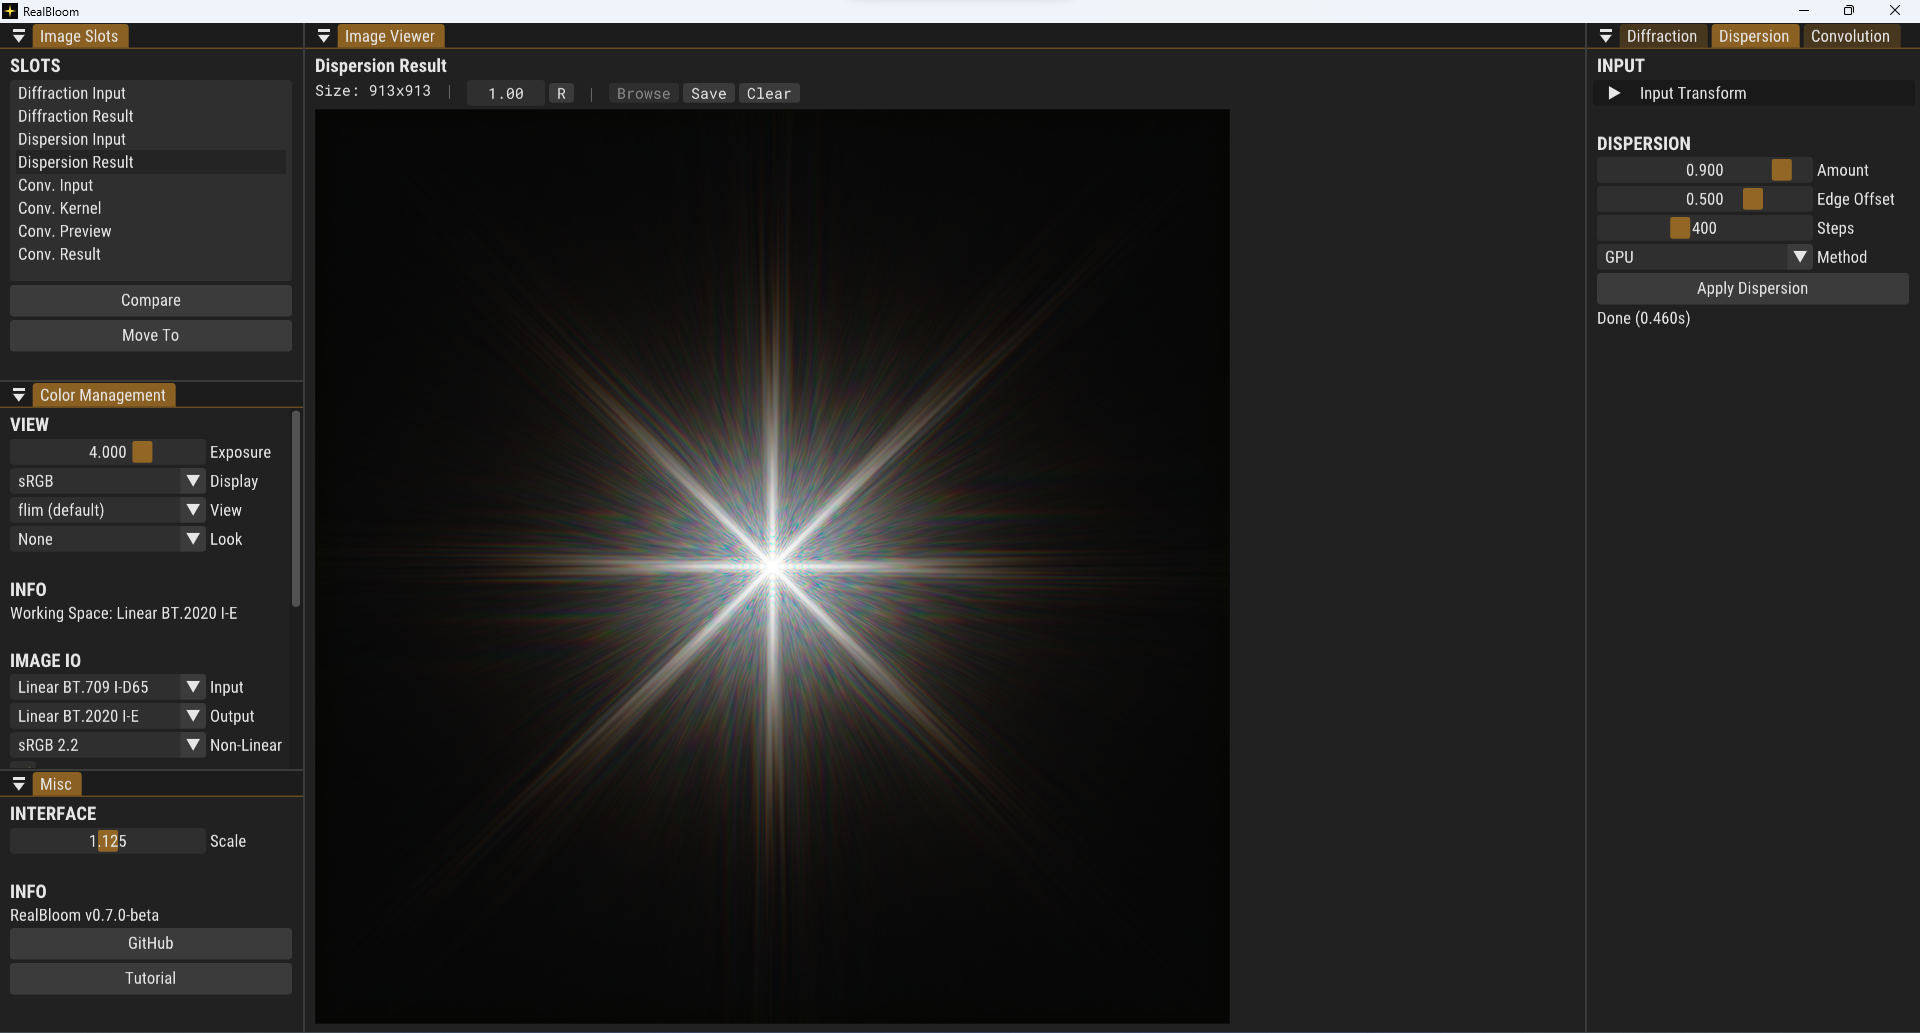 RealBloom
Image Slots
SLOTS
Diffraction Input
Diffraction Result
Dispersion Input
Dispersion Result
Conv. Input
Conv. Kernel
Conv. Preview
Conv. Result
Compare
Move To
Color Management
VIEW
4.000 Exposure
sRGB Display
flim (default) View
None Look
INFO
Working Space: Linear BT.2020 I-E
IMAGE IO
Linear BT.709 I-D65 Input
Linear BT.2020 I-E Output
sRGB 2.2 Non-Linear
Misc
INTERFACE
1.125 Scale
INFO
RealBloom v0.7.0-beta
GitHub
Tutorial
Image Viewer
Dispersion Result
Size: 913x913 | 1.00 R | Browse Save Clear
Diffraction Dispersion Convolution
INPUT
Input Transform
DISPERSION
0.900 Amount
0.500 Edge Offset
400 Steps
GPU Method
Apply Dispersion
Done (0.460s)